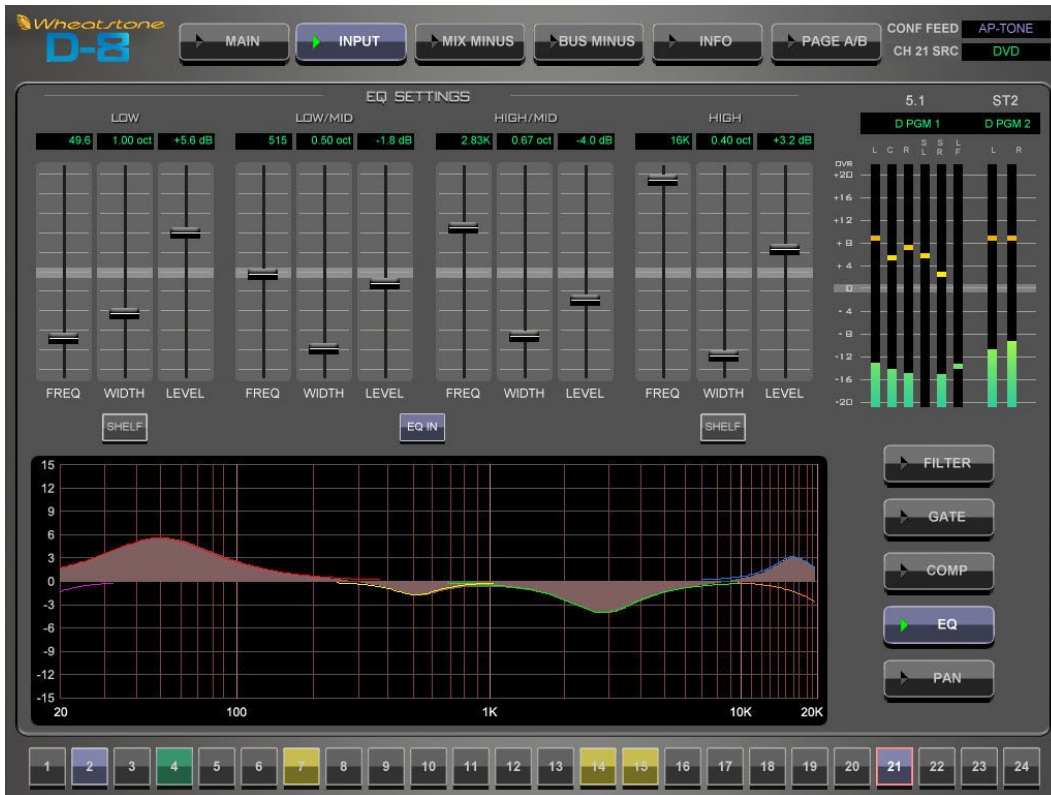 Wheatstone
D-8
MAIN INPUT MIX MINUS BUS MINUS INFO PAGE A/B
CONF FEED AP-TONE
CH 21 SRC DVD
EQ SETTINGS
LOW LOW/MID HIGH/MID HIGH
49.6 1.00 oct +5.6 dB 515 0.50 oct -1.8 dB 2.83K 0.67 oct -4.0 dB 16K 0.40 oct +3.2 dB
FREQ WIDTH LEVEL FREQ WIDTH LEVEL FREQ WIDTH LEVEL FREQ WIDTH LEVEL
SHELF EQ IN SHELF
5.1 ST2
D PGM 1 D PGM 2
L C R SL SR LF L R
OVR
+20
+16
+12
+8
+4
0
-4
-8
-12
-16
-20
15
12
9
6
3
0
-3
-6
-9
-12
-15
20 100 1K 10K 20K
FILTER
GATE
COMP
EQ
PAN
1 2 3 4 5 6 7 8 9 10 11 12 13 14 15 16 17 18 19 20 21 22 23 24